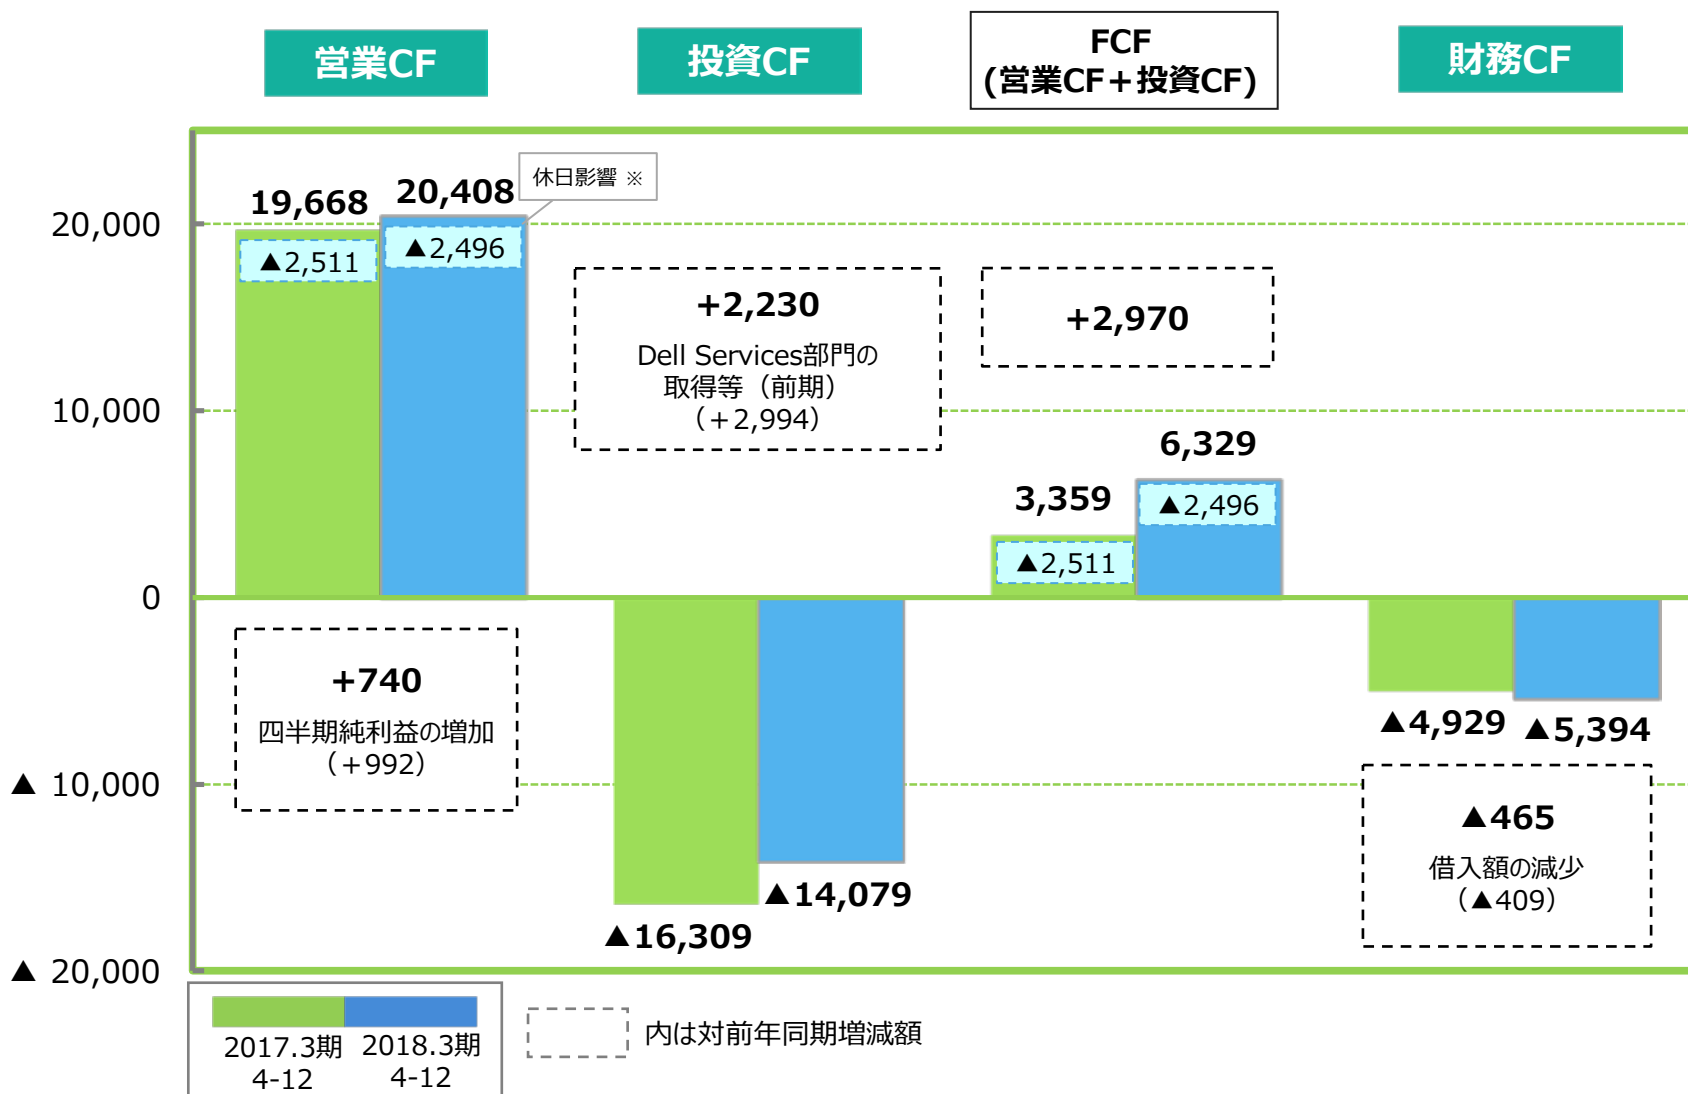 営業CF
投資CF
FCF
(営業CF＋投資CF)
財務CF
20,000
10,000
0
▲ 10,000
▲ 20,000
19,668
20,408
休日影響 ※
▲2,511
▲2,496
+740
四半期純利益の増加
（＋992）
+2,230
Dell Services部門の
取得等（前期）
（＋2,994）
▲16,309
▲14,079
+2,970
3,359
6,329
▲2,511
▲2,496
▲4,929
▲5,394
▲465
借入額の減少
（▲409）
2017.3期
4-12
2018.3期
4-12
内は対前年同期増減額